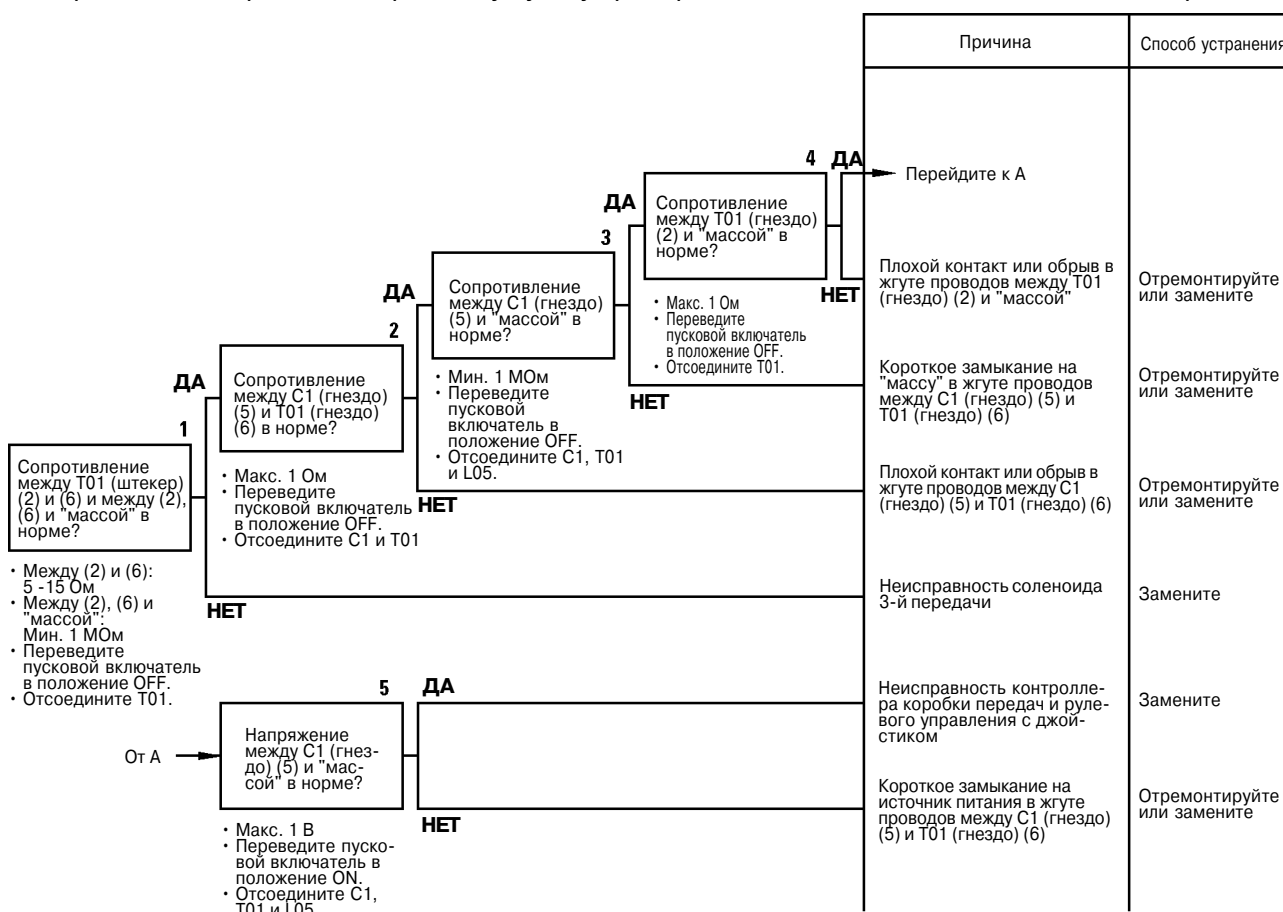 Причина
Способ устранения
4 ДА
Перейдите к А
ДА
Сопротивление
между Т01 (гнездо)
(2) и "массой" в
норме?
НЕТ
• Макс. 1 Ом
• Переведите
пусковой включатель
в положение OFF.
• Отсоедините Т01.
Плохой контакт или обрыв в
жгуте проводов между Т01
(гнездо) (2) и "массой"
Отремонтируйте
или замените
3
ДА
Сопротивление
между С1 (гнездо)
(5) и "массой" в
норме?
НЕТ
• Мин. 1 МОм
• Переведите
пусковой
включатель в
положение OFF.
• Отсоедините С1, Т01
и L05.
Короткое замыкание на
"массу" в жгуте проводов
между С1 (гнездо) (5) и
Т01 (гнездо) (6)
Отремонтируйте
или замените
2
ДА
Сопротивление
между С1 (гнездо)
(5) и Т01 (гнездо)
(6) в норме?
НЕТ
• Макс. 1 Ом
• Переведите
пусковой включатель
в положение OFF.
• Отсоедините С1 и Т01
Плохой контакт или обрыв в
жгуте проводов между С1
(гнездо) (5) и Т01 (гнездо) (6)
Отремонтируйте
или замените
1
Сопротивление
между Т01 (штекер)
(2) и (6) и между (2),
(6) и "массой" в
норме?
НЕТ
• Между (2) и (6):
5 -15 Ом
• Между (2), (6) и
"массой":
Мин. 1 МОм
• Переведите
пусковой включатель
в положение OFF.
• Отсоедините Т01.
Неисправность соленоида
3-й передачи
Замените
5 ДА
От А
Напряжение
между С1 (гнез-
до) (5) и "мас-
сой" в норме?
НЕТ
• Макс. 1 В
• Переведите пуско-
вой включатель в
положение ON.
• Отсоедините С1,
Т01 и L05
Неисправность контролле-
ра коробки передач и руле-
вого управления с джой-
стиком
Замените
Короткое замыкание на
источник питания в жгуте
проводов между С1 (гнездо)
(5) и Т01 (гнездо) (6)
Отремонтируйте
или замените